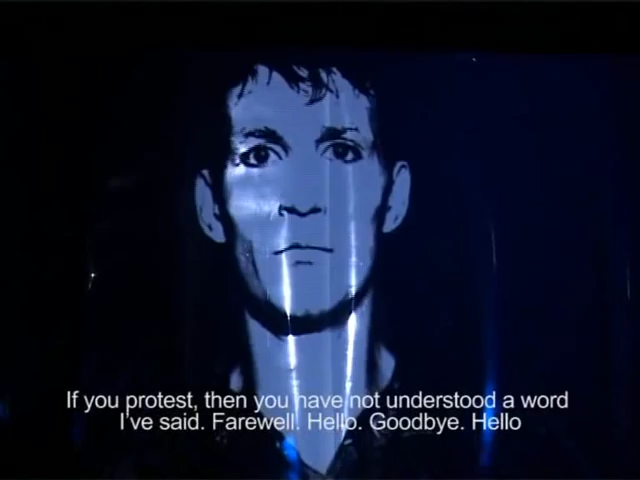 If you protest, then you have not understood a word
I've said. Farewell. Hello. Goodbye. Hello